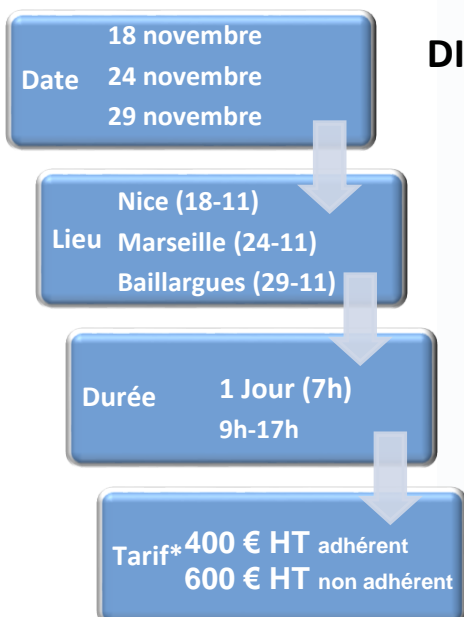 DI
Date
18 novembre
24 novembre
29 novembre
Lieu
Nice (18-11)
Marseille (24-11)
Baillargues (29-11)
Durée
1 Jour (7h)
9h-17h
Tarif* 400 € HT adhérent
600 € HT non adhérent